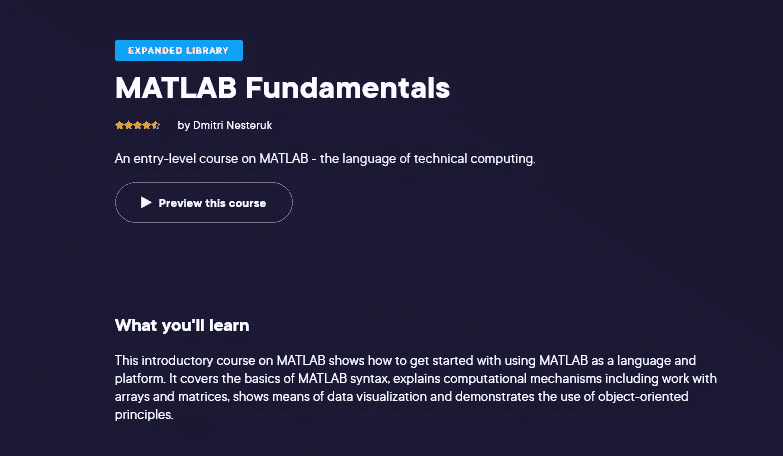 EXPANDED LIBRARY
MATLAB Fundamentals
by Dmitri Nesteruk
An entry-level course on MATLAB - the language of technical computing.
Preview this course
What you'll learn
This introductory course on MATLAB shows how to get started with using MATLAB as a language and
platform. It covers the basics of MATLAB syntax, explains computational mechanisms including work with
arrays and matrices, shows means of data visualization and demonstrates the use of object-oriented
principles.